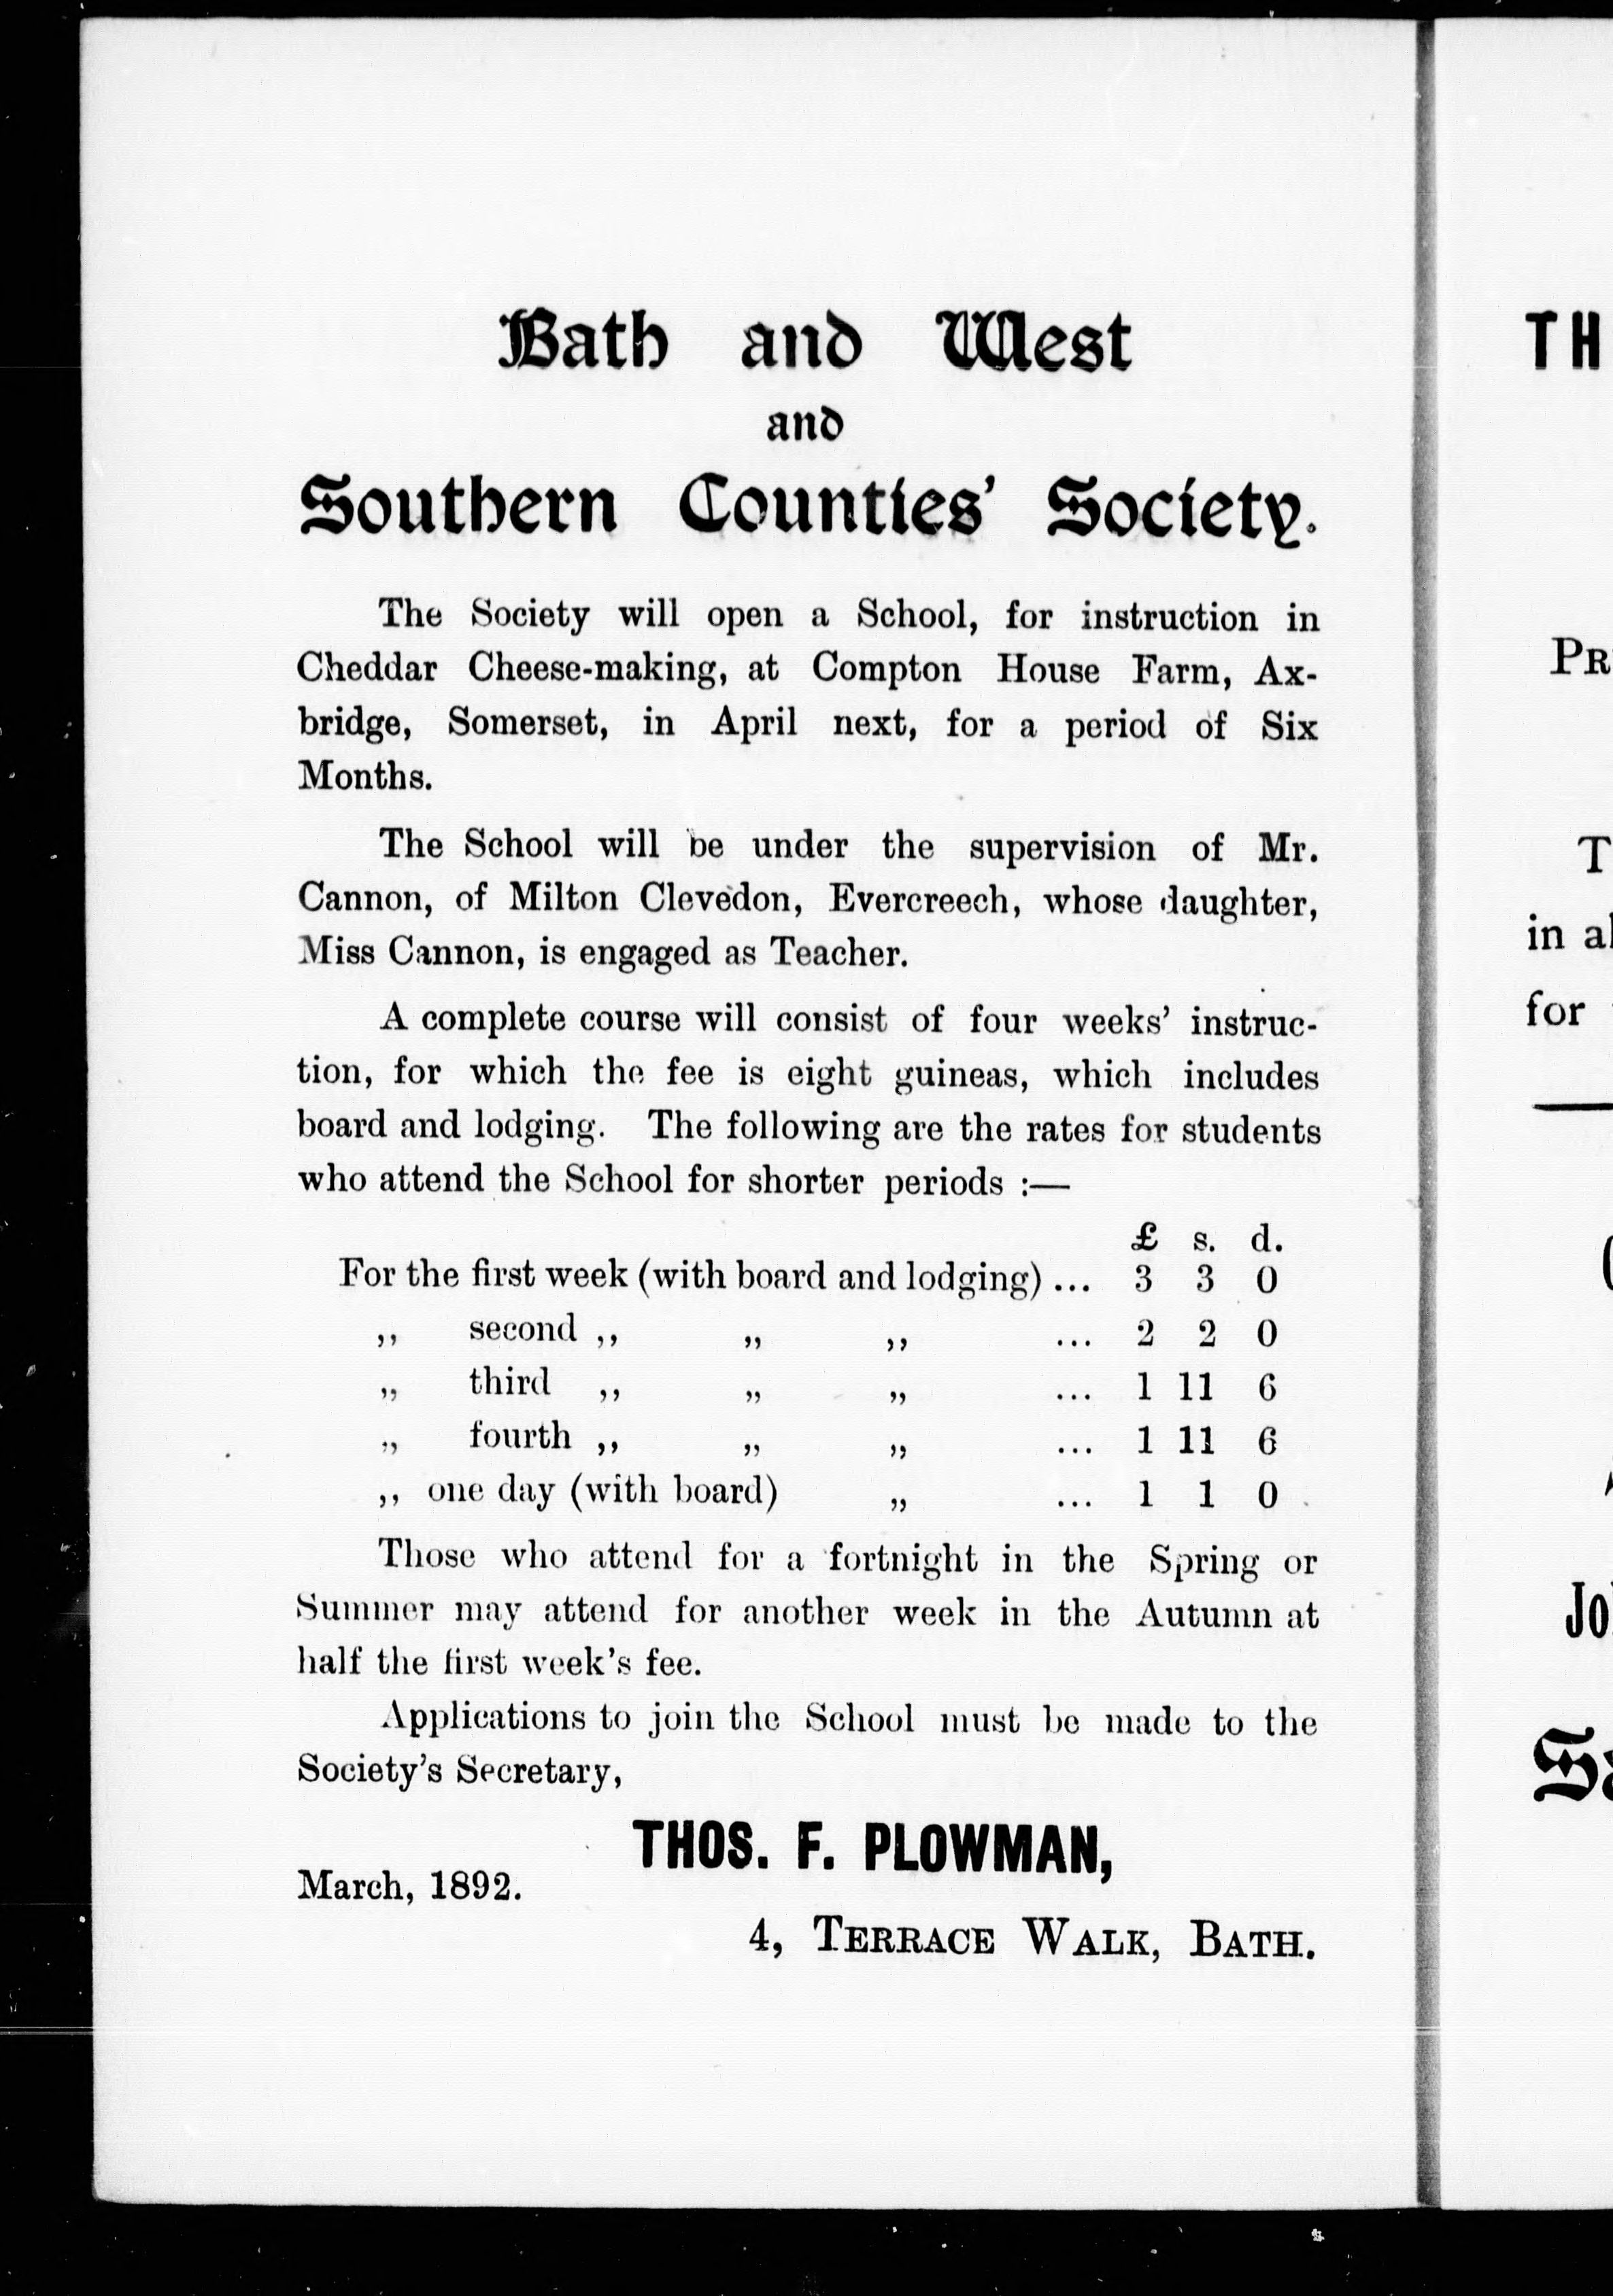 Bath and West
and
Southern Counties' Society.
The Society will open a School, for instruction in
Cheddar Cheese-making, at Compton House Farm, Ax-
bridge, Somerset, in April next, for a period of Six
Months.
The School will be under the supervision of Mr.
Cannon, of Milton Clevedon, Evercreech, whose daughter,
Miss Cannon, is engaged as Teacher.
A complete course will consist of four weeks' instruc-
tion, for which the fee is eight guineas, which includes
board and lodging. The following are the rates for students
who attend the School for shorter periods :—
£ s. d.
For the first week (with board and lodging) ... 3 3 0
,, second ,, ,, ,, ... 2 2 0
,, third ,, ,, ,, ... 1 11 6
,, fourth ,, ,, ,, ... 1 11 6
,, one day (with board) ,, ... 1 1 0
Those who attend for a fortnight in the Spring or
Summer may attend for another week in the Autumn at
half the first week's fee.
Applications to join the School must be made to the
Society's Secretary,
THOS. F. PLOWMAN,
March, 1892.
4, TERRACE WALK, BATH.
TH
PR
T
in al
for
Jo
Sa